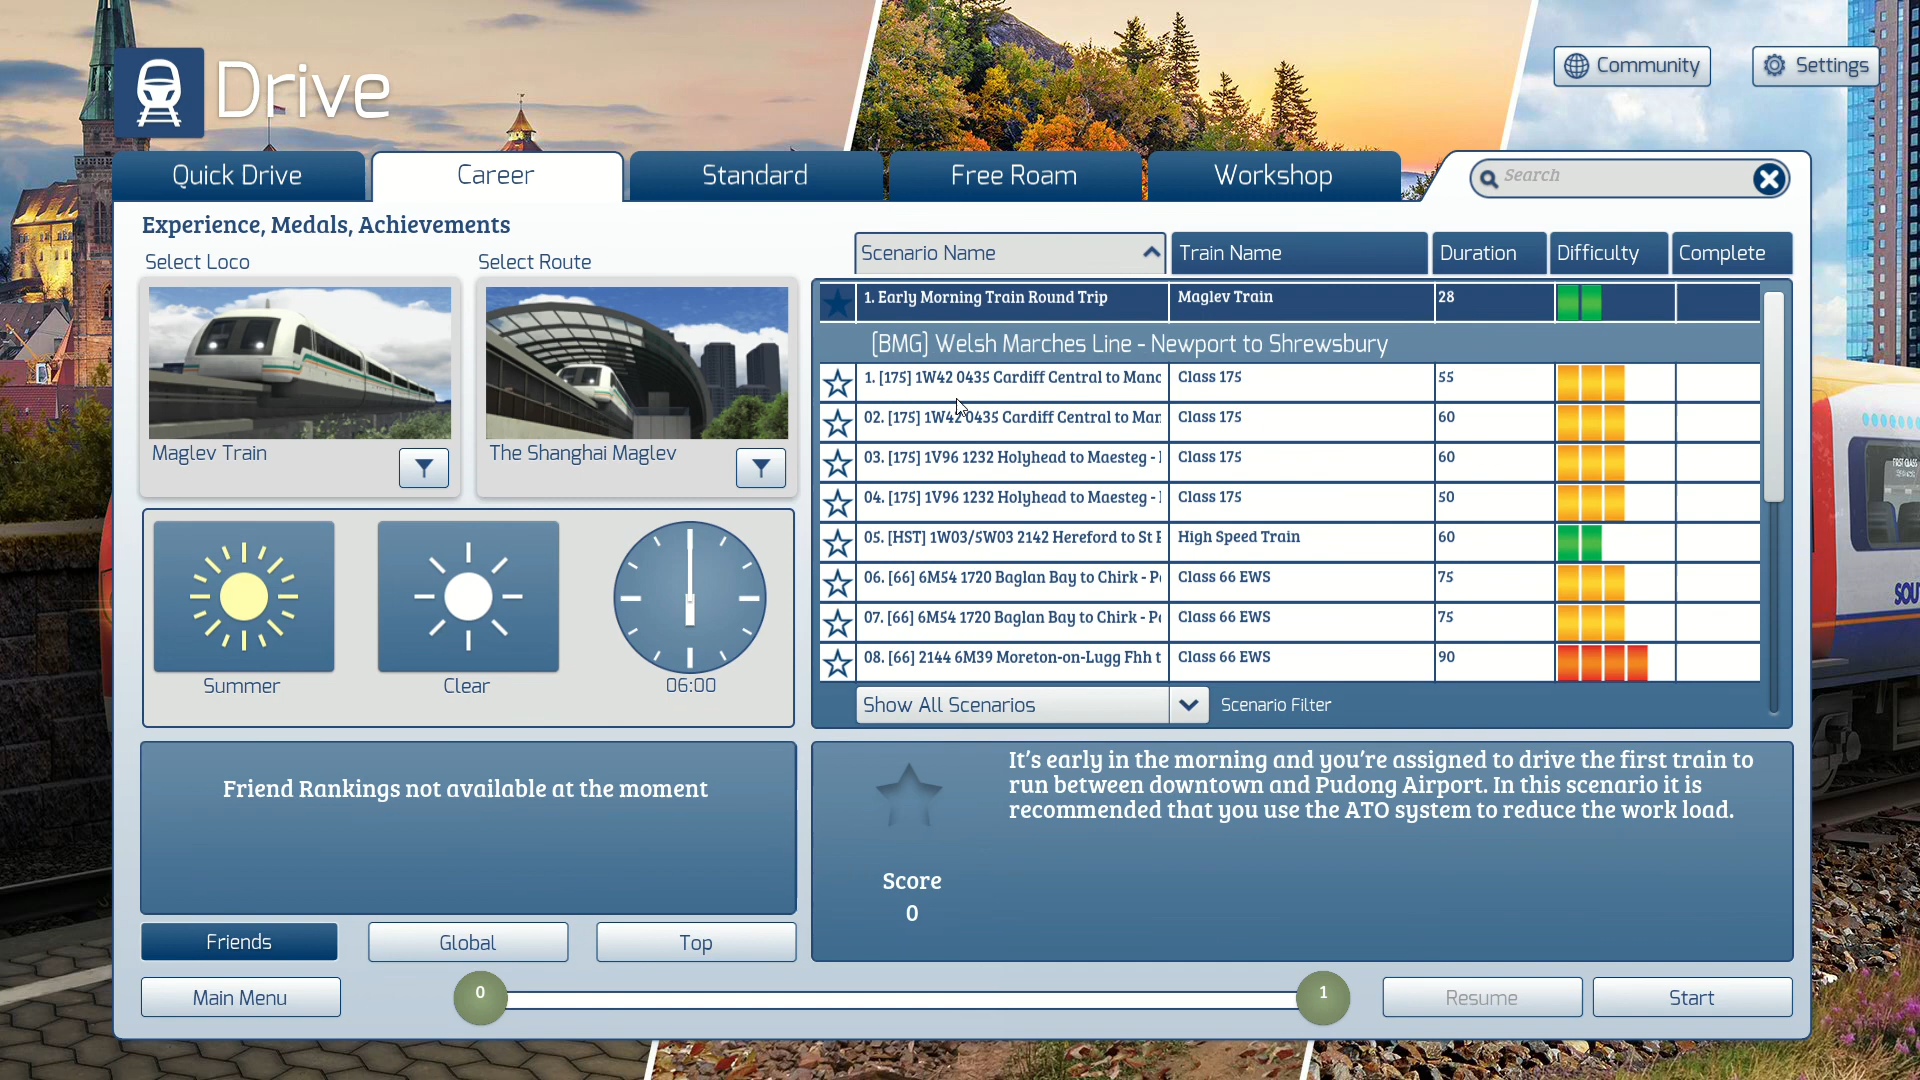 Drive
Community
Settings
Quick Drive
Career
Standard
Free Roam
Workshop
Search
Experience, Medals, Achievements
Select Loco
Select Route
Maglev Train
The Shanghai Maglev
Summer
Clear
06:00
Scenario Name
Train Name
Duration
Difficulty
Complete
1. Early Morning Train Round Trip Maglev Train 28
[BMG] Welsh Marches Line - Newport to Shrewsbury
1. [175] 1W42 0435 Cardiff Central to Manc Class 175 55
02. [175] 1W42 0435 Cardiff Central to Man Class 175 60
03. [175] 1V96 1232 Holyhead to Maesteg - Class 175 60
04. [175] 1V96 1232 Holyhead to Maesteg - Class 175 50
05. [HST] 1W03/5W03 2142 Hereford to St High Speed Train 60
06. [66] 6M54 1720 Baglan Bay to Chirk - Class 66 EWS 75
07. [66] 6M54 1720 Baglan Bay to Chirk - Class 66 EWS 75
08. [66] 2144 6M39 Moreton-on-Lugg Fhh t Class 66 EWS 90
Show All Scenarios
Scenario Filter
Friend Rankings not available at the moment
It's early in the morning and you're assigned to drive the first train to
run between downtown and Pudong Airport. In this scenario it is
recommended that you use the ATO system to reduce the work load.
Score
0
Friends
Global
Top
Main Menu
0
1
Resume
Start
FIRST CLASS
SOU